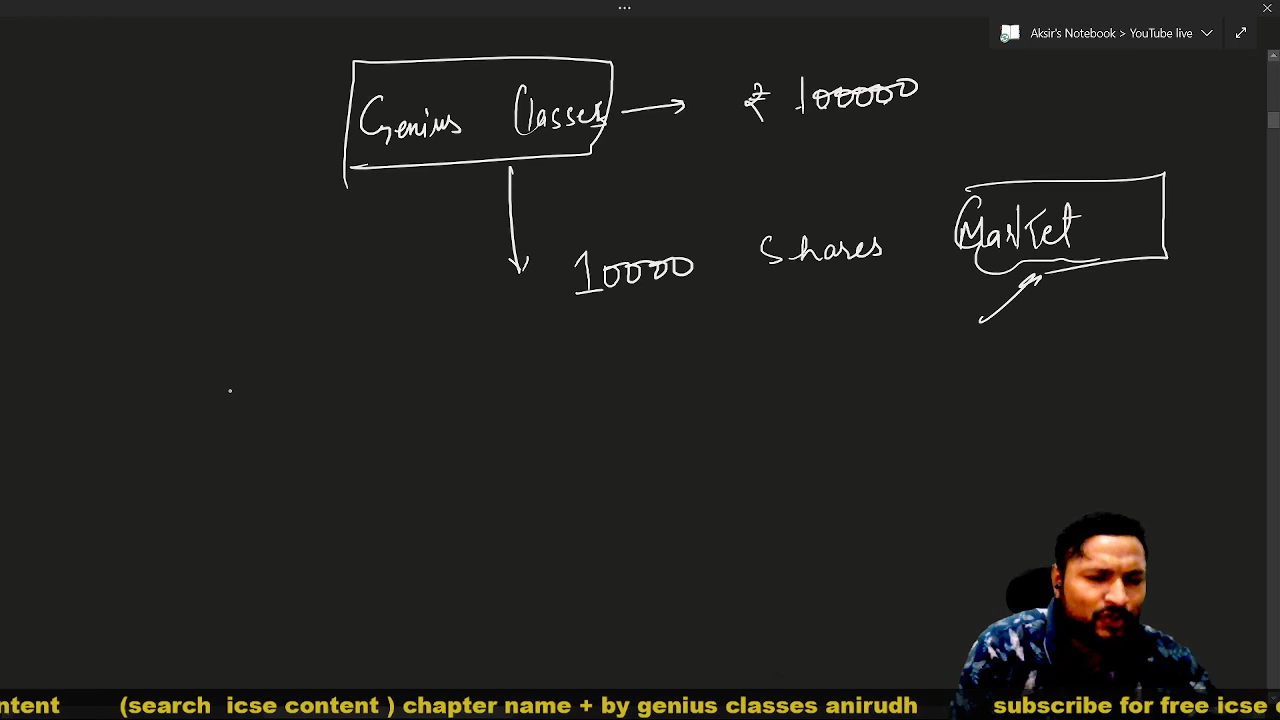 ...
Aksir's Notebook > YouTube live
Genius Classes → ₹ 100000
10000 Shares Market
ntent (search icse content ) chapter name + by genius classes anirudh subscribe for free icse